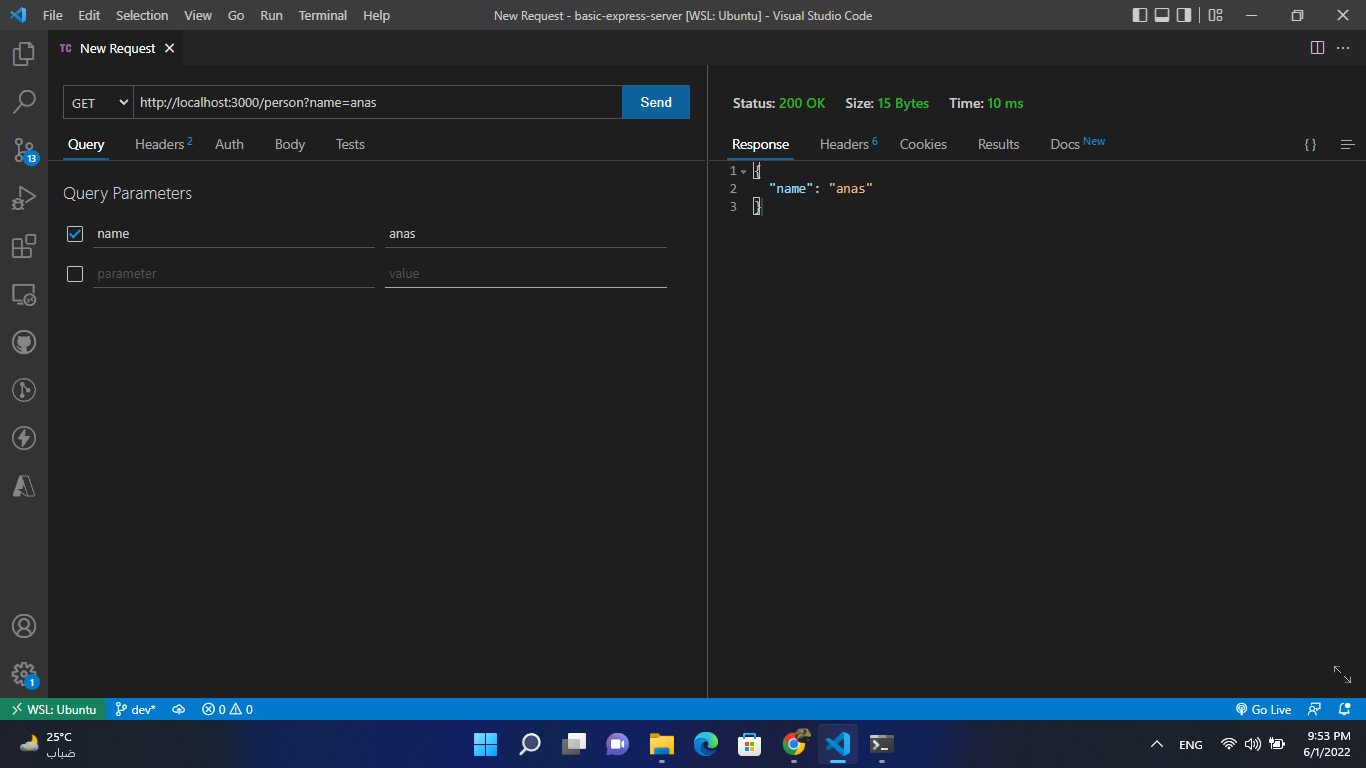 File Edit Selection View Go Run Terminal Help New Request - basic-express-server [WSL: Ubuntu] - Visual Studio Code
TC New Request
GET http://localhost:3000/person?name=anas Send
Status: 200 OK Size: 15 Bytes Time: 10 ms
Query Headers 2 Auth Body Tests
Response Headers 6 Cookies Results Docs New { }
Query Parameters
name anas
parameter value
1 {
2 "name": "anas"
3 }
13
1
WSL: Ubuntu dev* 0 0 Go Live
25°C
ضباب
ENG
9:53 PM
6/1/2022